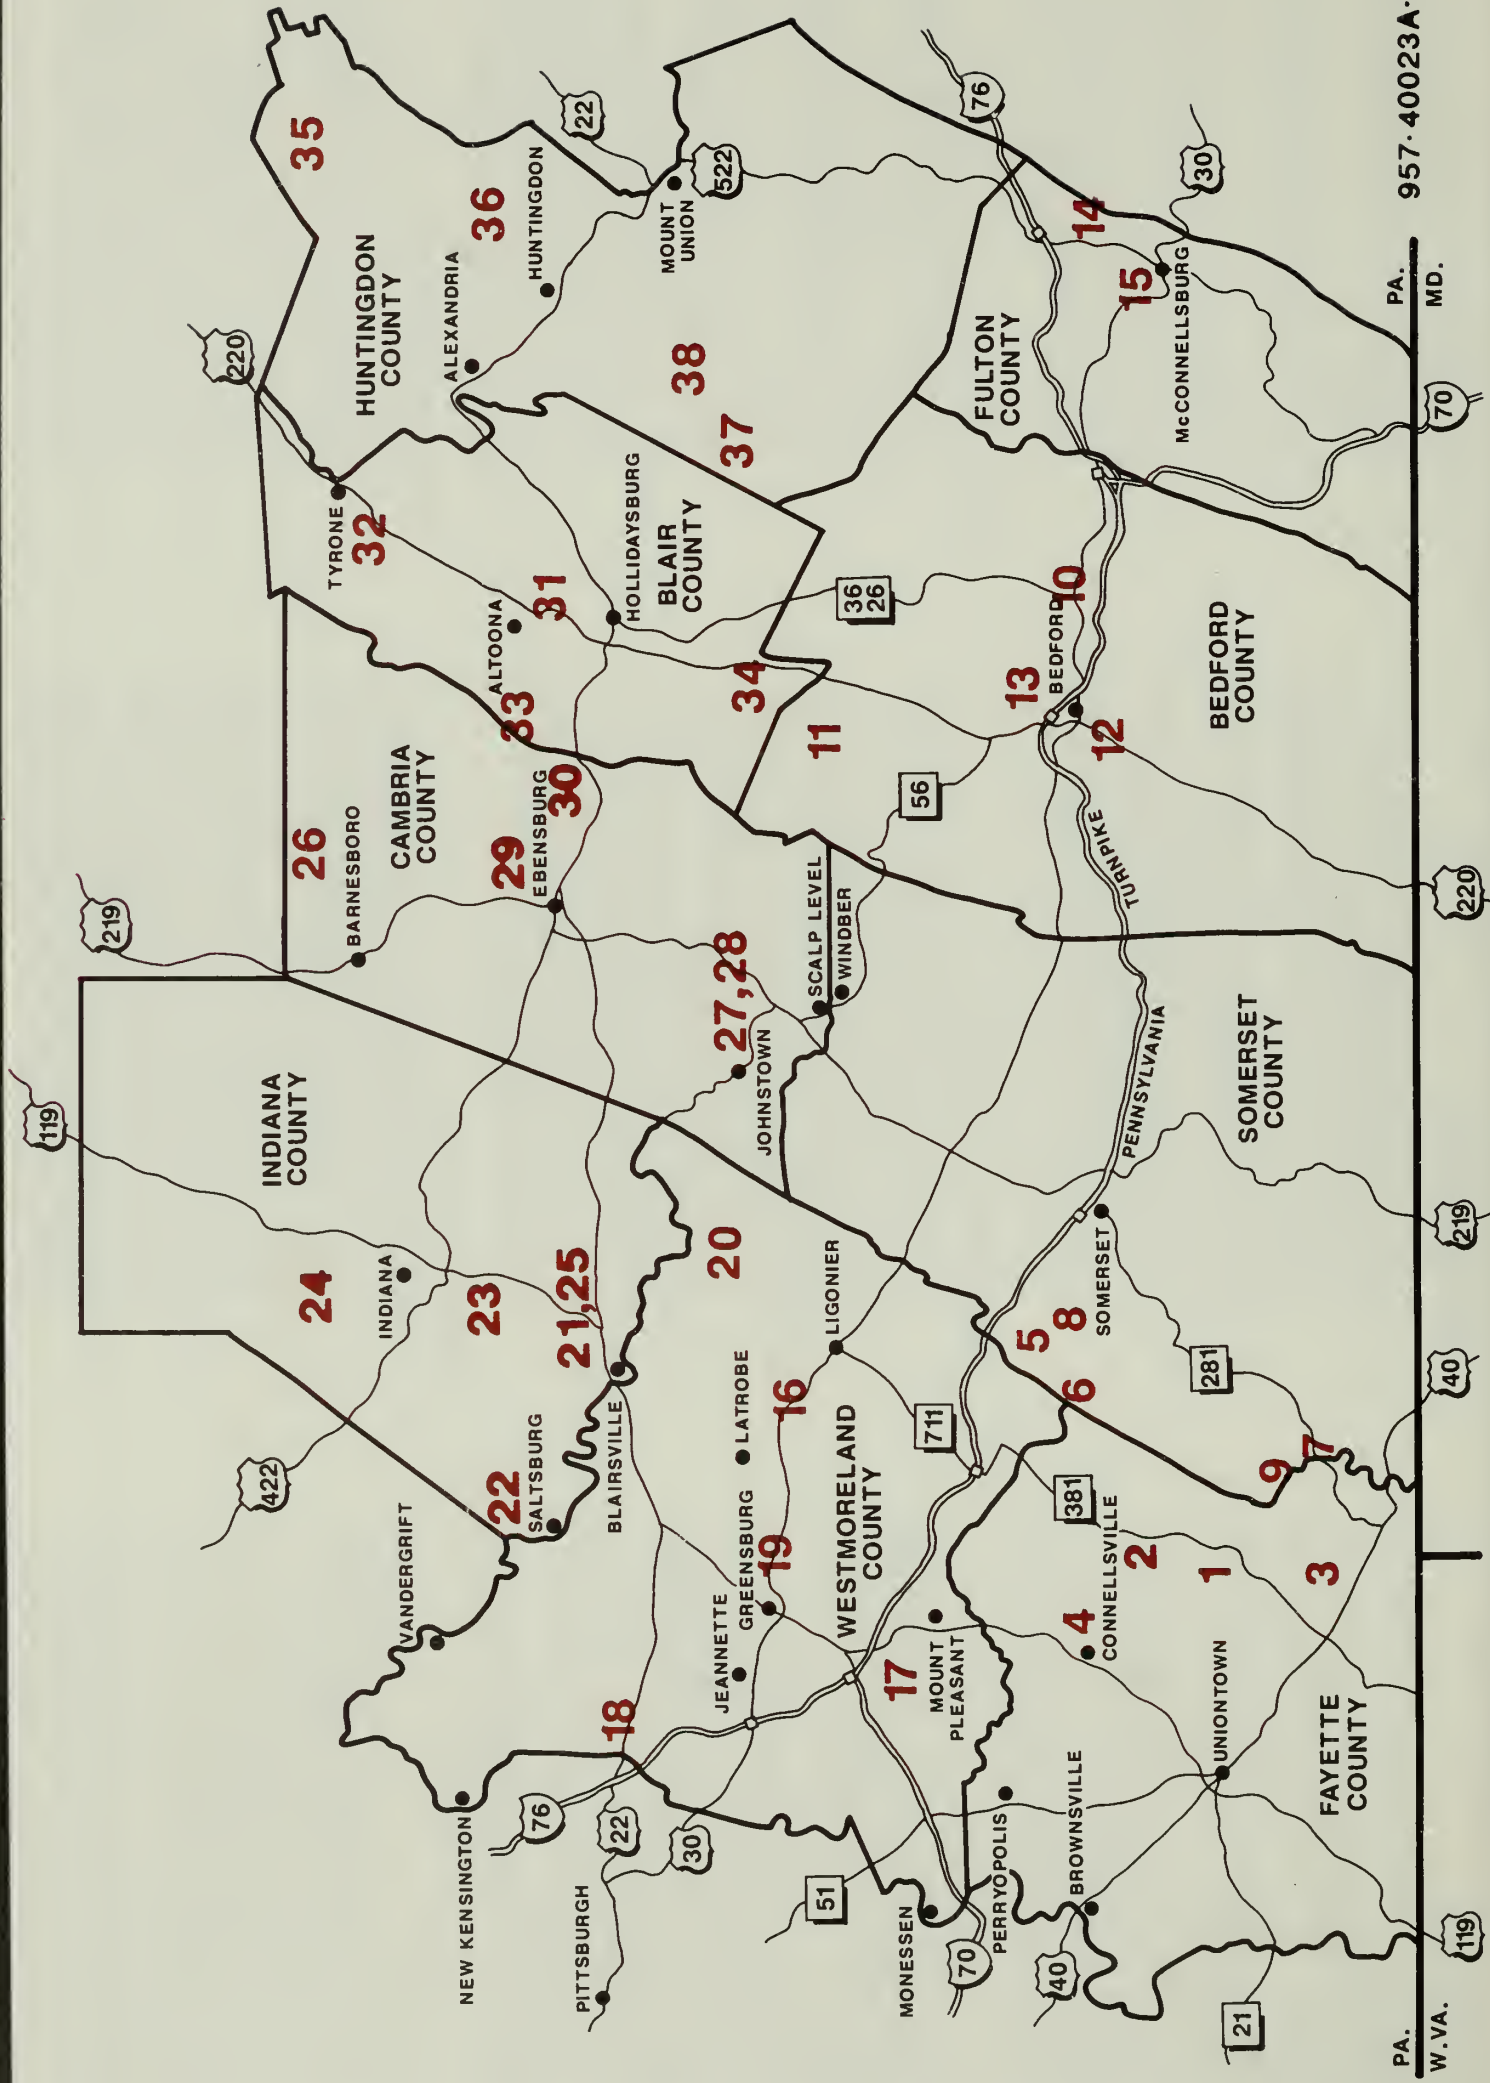 119
219
220
22
522
76
30
70
220
219
40
119
21
40
70
51
30
22
76
422
711
381
281
56
36
26
35
36
38
37
32
31
33
34
26
29
30
27,28
24
23
21,25
22
20
16
19
18
17
11
13
12
10
14
15
5
8
6
9
7
2
1
3
4
INDIANA
COUNTY
CAMBRIA
COUNTY
HUNTINGDON
COUNTY
BLAIR
COUNTY
FULTON
COUNTY
BEDFORD
COUNTY
SOMERSET
COUNTY
WESTMORELAND
COUNTY
FAYETTE
COUNTY
NEW KENSINGTON
VANDERGRIFT
SALTSBURG
INDIANA
BARNESBORO
TYRONE
ALEXANDRIA
HUNTINGDON
MOUNT
UNION
PITTSBURGH
BLAIRSVILLE
EBENSBURG
ALTOONA
HOLLIDAYSBURG
JEANNETTE
GREENSBURG
LATROBE
LIGONIER
JOHNSTOWN
SCALP LEVEL
WINDBER
MONESSEN
MOUNT
PLEASANT
PERRYOPOLIS
BROWNSVILLE
CONNELLSVILLE
UNIONTOWN
SOMERSET
BEDFORD
McCONNELLSBURG
PENNSYLVANIA
TURNPIKE
PA.
W.VA.
PA.
MD.
957·40023A·